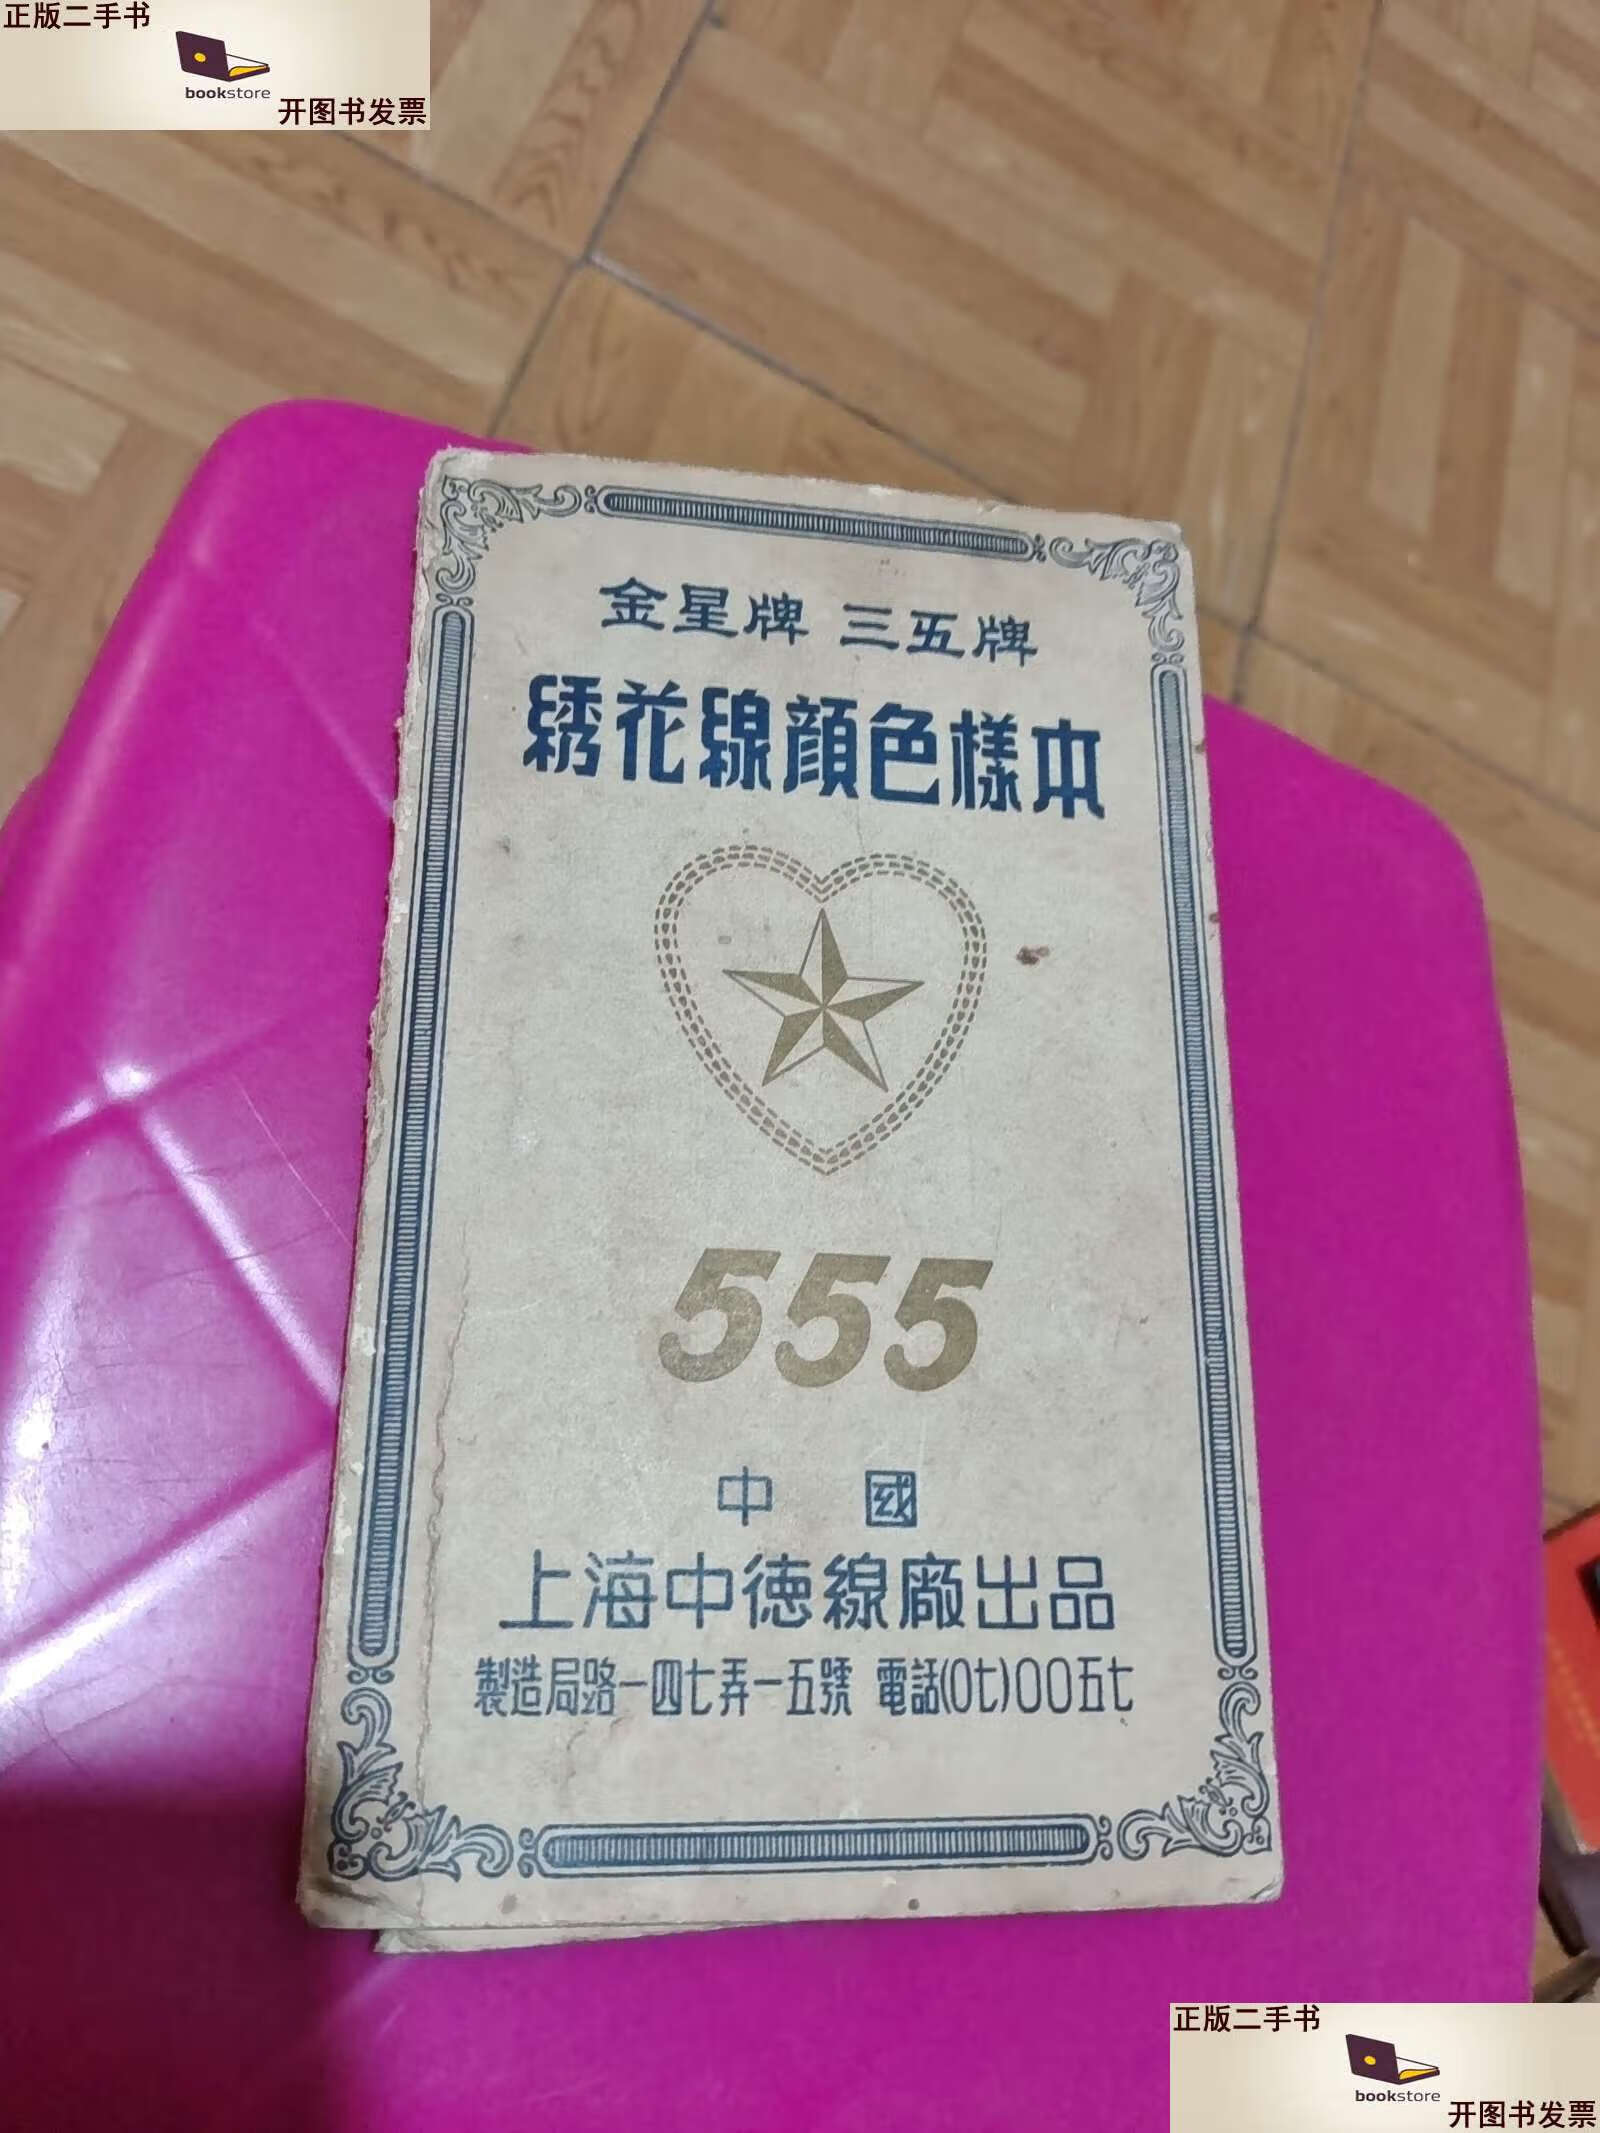 正版二手书
bookstore
开图书发票
金星牌 三五牌
綉花線顏色樣本
555
中國
上海中德線廠出品
製造局路一四七弄一五號 電話(0七)00五七
正版二手书
bookstore
开图书发票